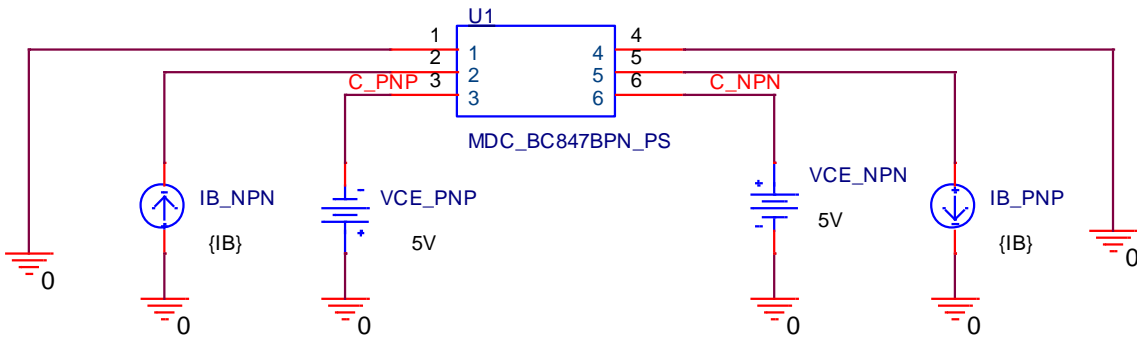 U1
1
2
3
4
5
6
1
2
3
4
5
6
C_PNP
C_NPN
MDC_BC847BPN_PS
IB_NPN
{IB}
VCE_PNP
5V
VCE_NPN
5V
IB_PNP
{IB}
0
0
0
0
0
0